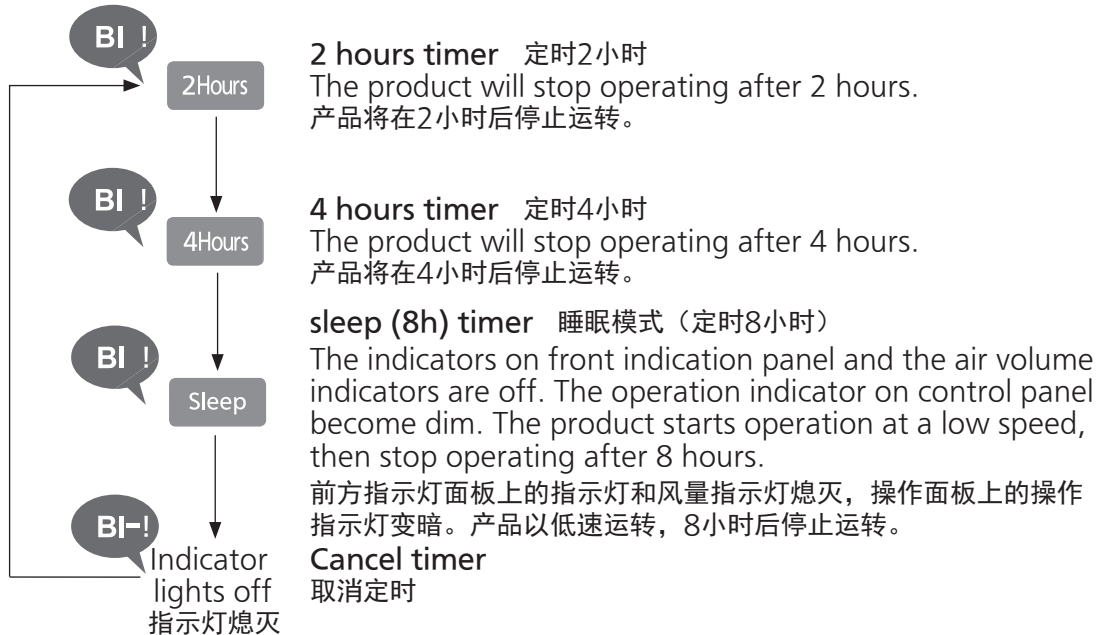 BI !
2Hours
2 hours timer 定时2小时
The product will stop operating after 2 hours.
产品将在2小时后停止运转。
BI !
4Hours
4 hours timer 定时4小时
The product will stop operating after 4 hours.
产品将在4小时后停止运转。
BI !
Sleep
sleep (8h) timer 睡眠模式（定时8小时）
The indicators on front indication panel and the air volume
indicators are off. The operation indicator on control panel
become dim. The product starts operation at a low speed,
then stop operating after 8 hours.
前方指示灯面板上的指示灯和风量指示灯熄灭，操作面板上的操作
指示灯变暗。产品以低速运转，8小时后停止运转。
BI-!
Indicator
lights off
指示灯熄灭
Cancel timer
取消定时